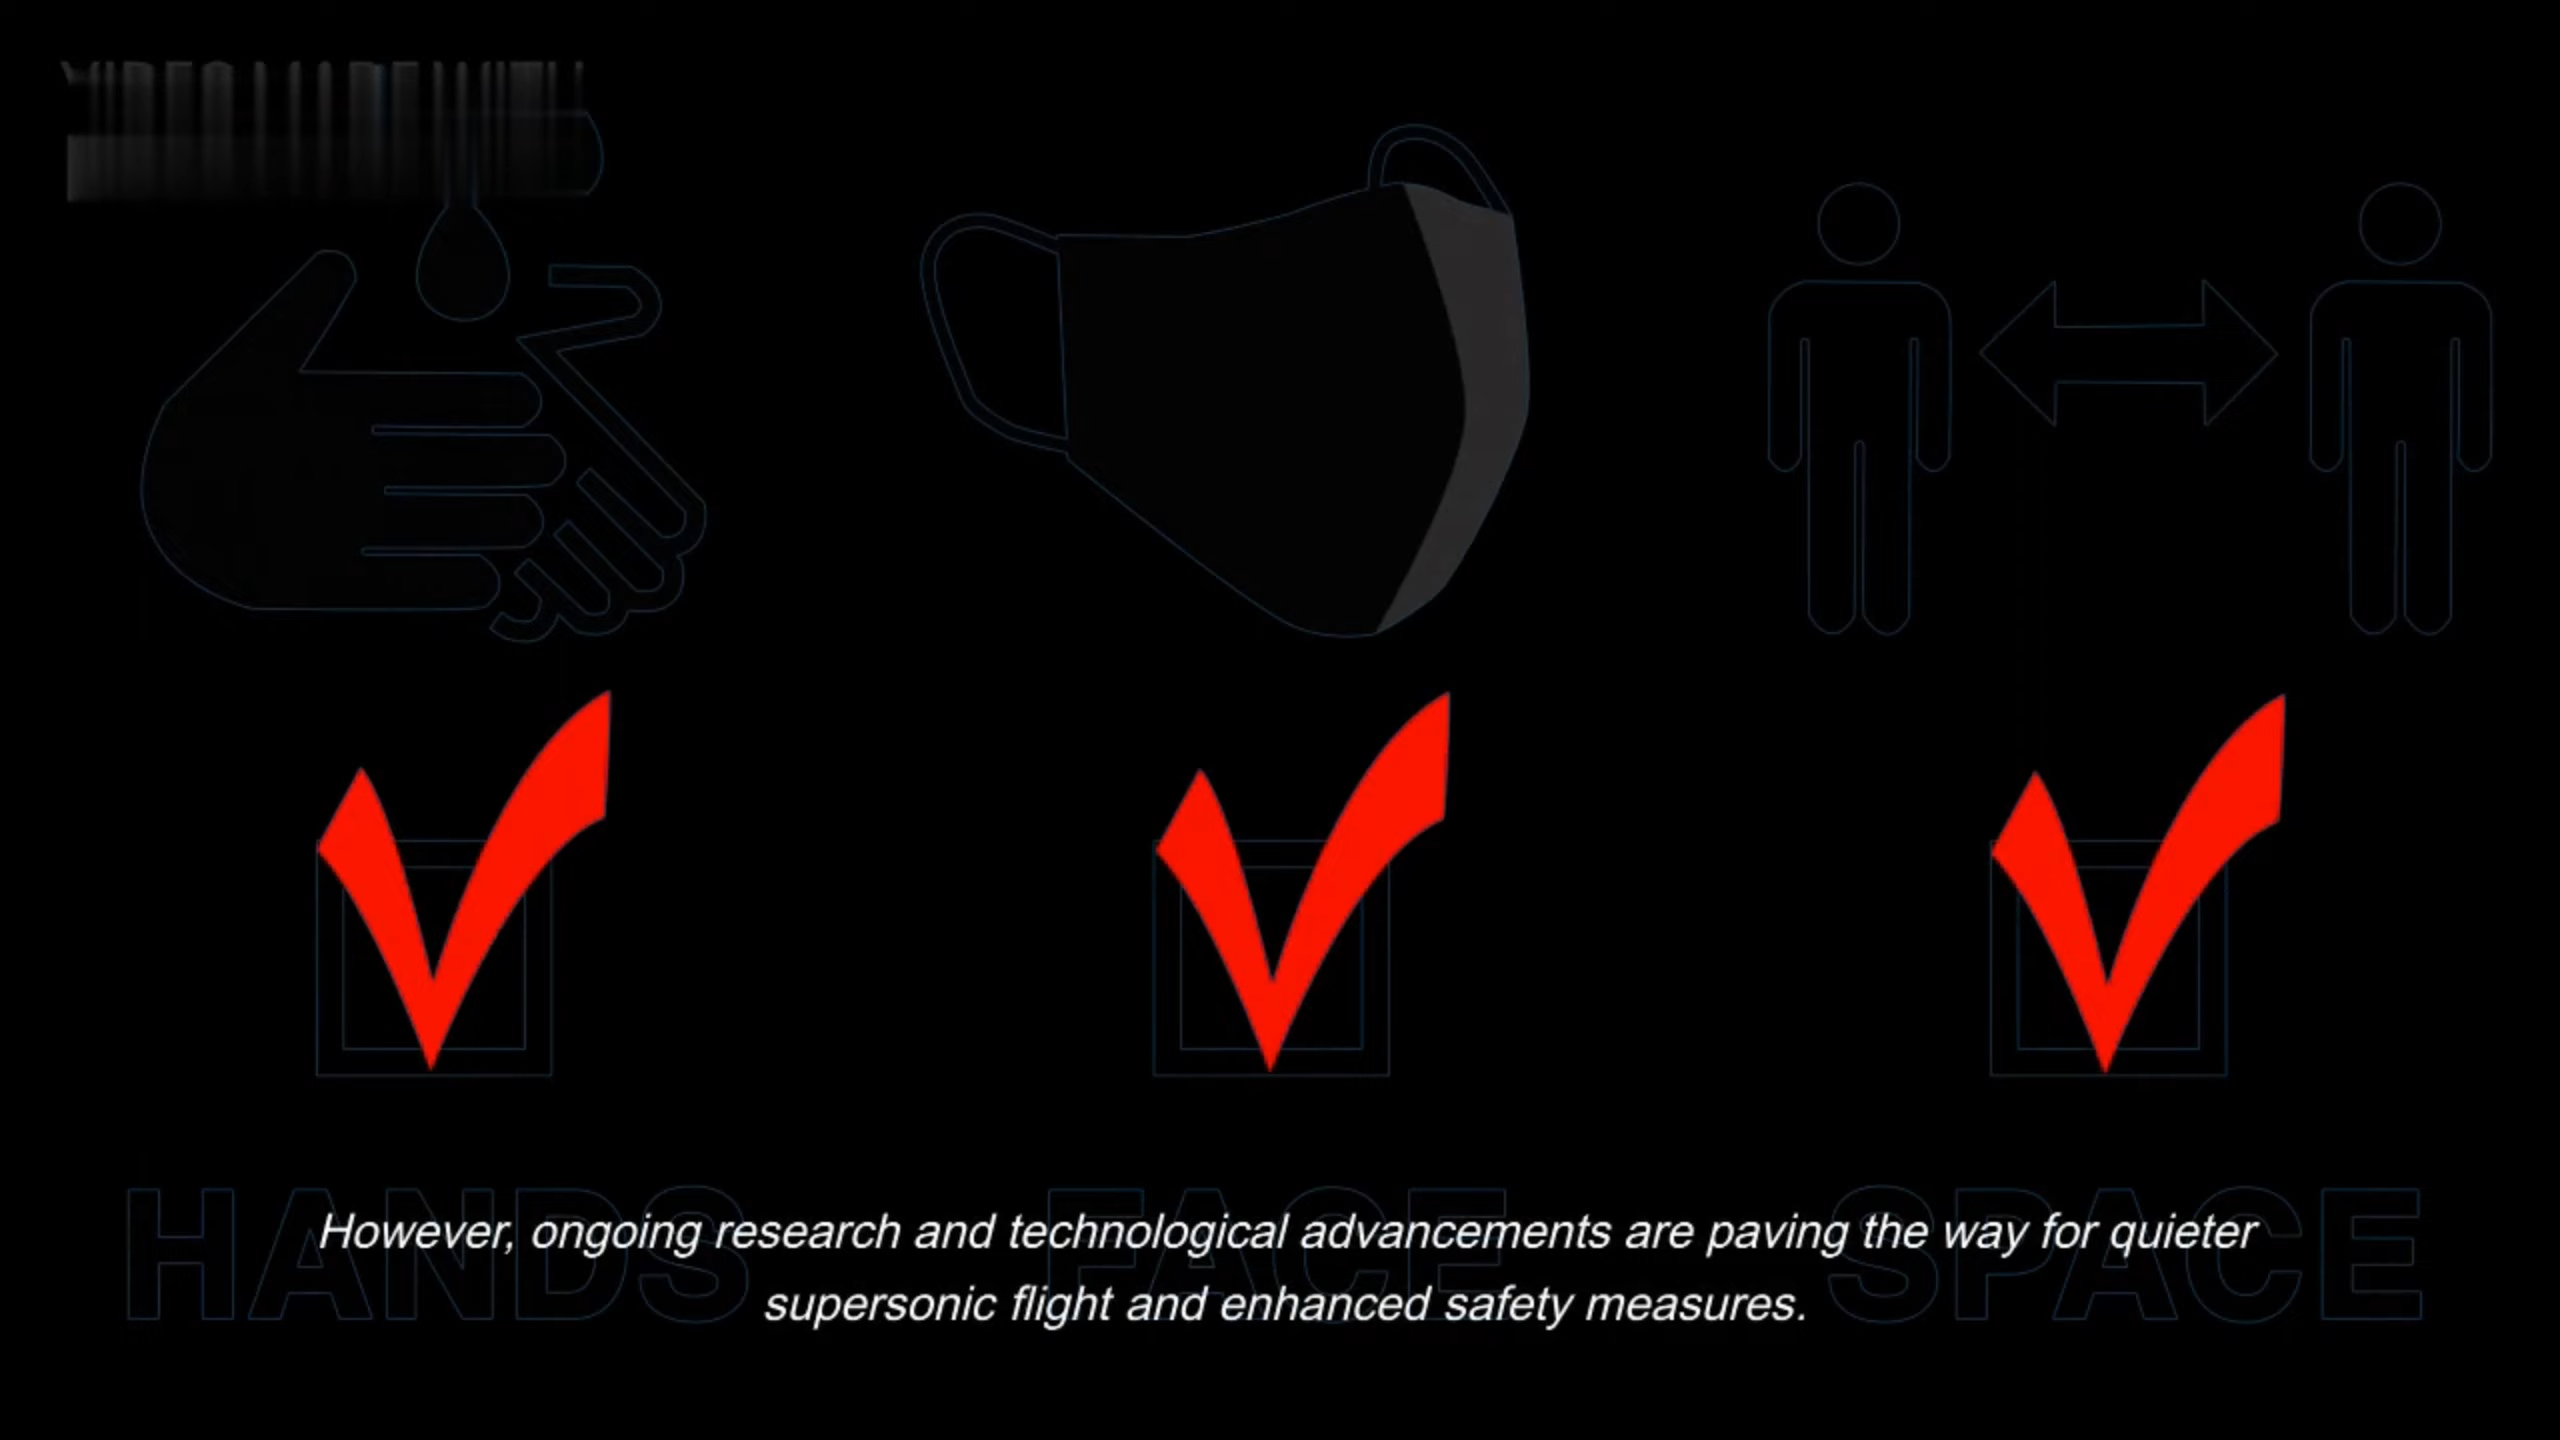 HANDS FACE SPACE
However, ongoing research and technological advancements are paving the way for quieter
supersonic flight and enhanced safety measures.